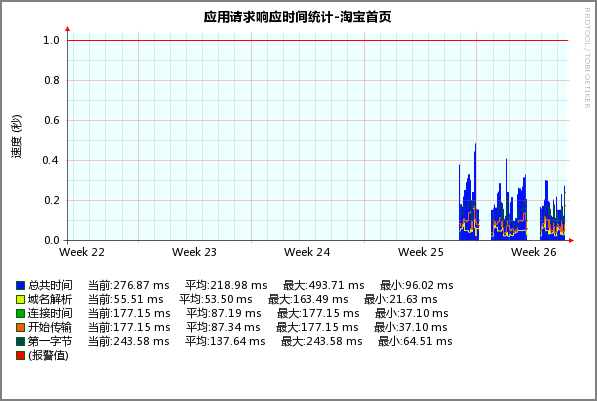 应用请求响应时间统计-淘宝首页
RRDTOOL / TOBI OETIKER
速度 (秒)
1.0
0.8
0.6
0.4
0.2
0.0
Week 22 Week 23 Week 24 Week 25 Week 26
总共时间 当前:276.87 ms 平均:218.98 ms 最大:493.71 ms 最小:96.02 ms
域名解析 当前:55.51 ms 平均:53.50 ms 最大:163.49 ms 最小:21.63 ms
连接时间 当前:177.15 ms 平均:87.19 ms 最大:177.15 ms 最小:37.10 ms
开始传输 当前:177.15 ms 平均:87.34 ms 最大:177.15 ms 最小:37.10 ms
第一字节 当前:243.58 ms 平均:137.64 ms 最大:243.58 ms 最小:64.51 ms
(报警值)